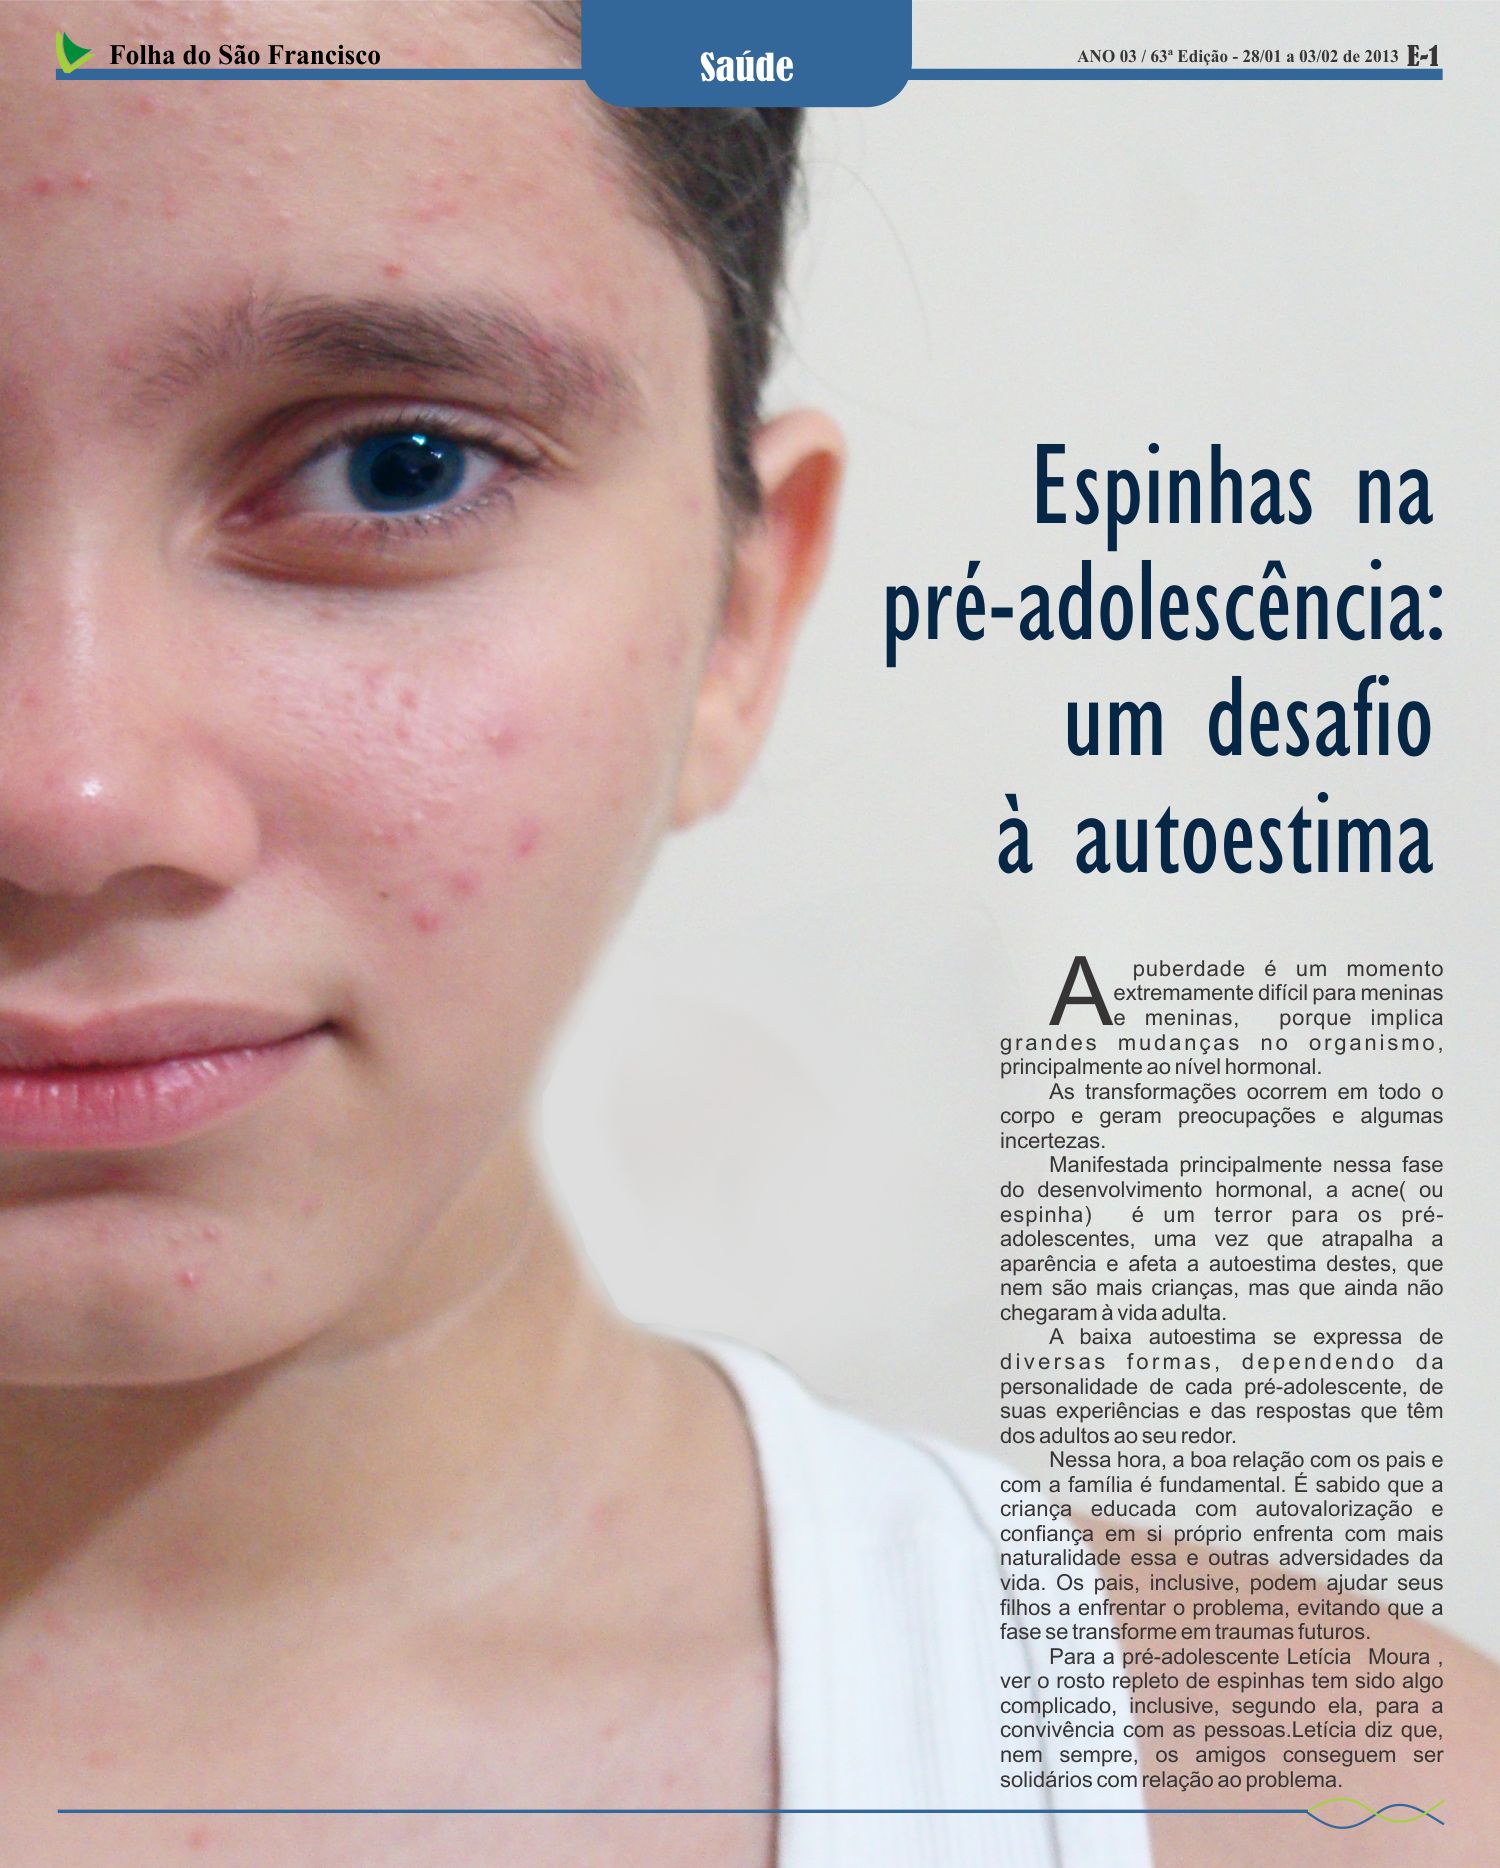 Folha do São Francisco
Saúde
ANO 03 / 63ª Edição - 28/01 a 03/02 de 2013 E-1
Espinhas na
pré-adolescência:
um desafio
à autoestima
A puberdade é um momento
extremamente difícil para meninas
e meninas, porque implica
grandes mudanças no organismo,
principalmente ao nível hormonal.
As transformações ocorrem em todo o
corpo e geram preocupações e algumas
incertezas.
Manifestada principalmente nessa fase
do desenvolvimento hormonal, a acne( ou
espinha) é um terror para os pré-
adolescentes, uma vez que atrapalha a
aparência e afeta a autoestima destes, que
nem são mais crianças, mas que ainda não
chegaram à vida adulta.
A baixa autoestima se expressa de
diversas formas, dependendo da
personalidade de cada pré-adolescente, de
suas experiências e das respostas que têm
dos adultos ao seu redor.
Nessa hora, a boa relação com os pais e
com a família é fundamental. É sabido que a
criança educada com autovalorização e
confiança em si próprio enfrenta com mais
naturalidade essa e outras adversidades da
vida. Os pais, inclusive, podem ajudar seus
filhos a enfrentar o problema, evitando que a
fase se transforme em traumas futuros.
Para a pré-adolescente Letícia Moura ,
ver o rosto repleto de espinhas tem sido algo
complicado, inclusive, segundo ela, para a
convivência com as pessoas.Letícia diz que,
nem sempre, os amigos conseguem ser
solidários com relação ao problema.